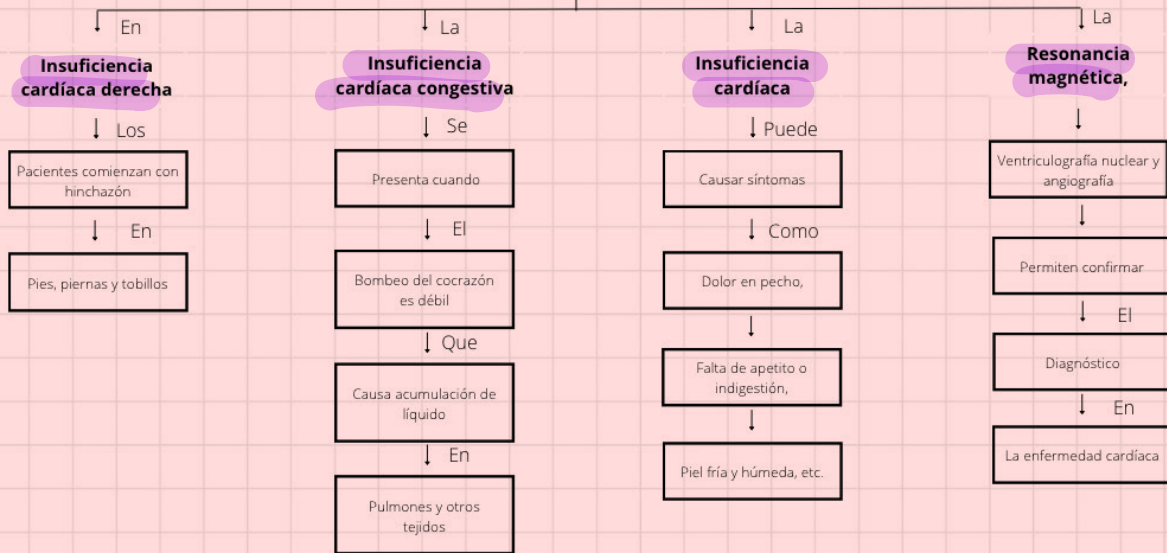 En
Insuficiencia
cardíaca derecha
Los
Pacientes comienzan con
hinchazón
En
Pies, piernas y tobillos
La
Insuficiencia
cardíaca congestiva
Se
Presenta cuando
El
Bombeo del cocrazón
es débil
Que
Causa acumulación de
líquido
En
Pulmones y otros
tejidos
La
Insuficiencia
cardíaca
Puede
Causar síntomas
Como
Dolor en pecho,
Falta de apetito o
indigestión,
Piel fría y húmeda, etc.
La
Resonancia
magnética,
Ventriculografía nuclear y
angiografía
Permiten confirmar
El
Diagnóstico
En
La enfermedad cardíaca